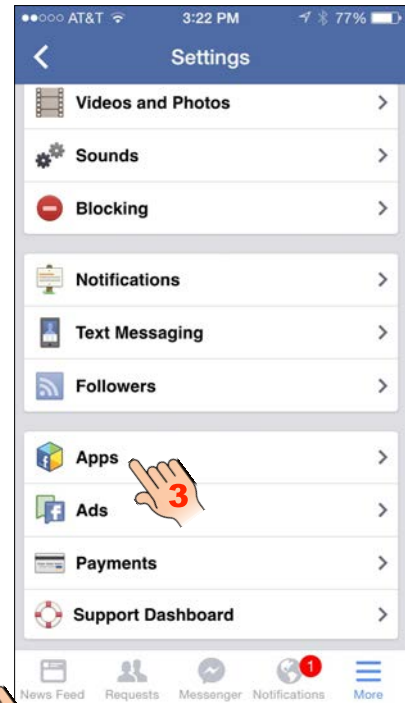 AT&T 3:22 PM 77%
Settings
Videos and Photos
Sounds
Blocking
Notifications
Text Messaging
Followers
Apps
3
Ads
Payments
Support Dashboard
1
News Feed Requests Messenger Notifications More